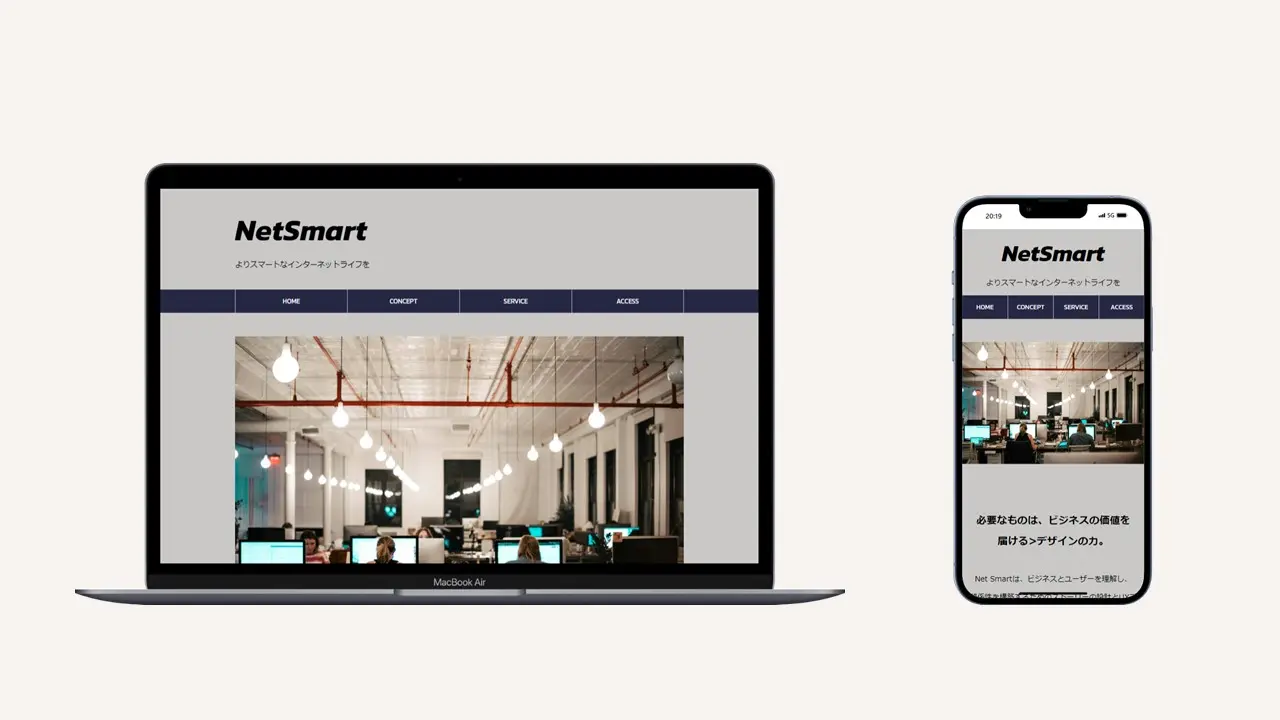 NetSmart
よりスマートなインターネットライフを
HOME CONCEPT SERVICE ACCESS
MacBook Air
20:19 5G
NetSmart
よりスマートなインターネットライフを
HOME CONCEPT SERVICE ACCESS
必要なものは、ビジネスの価値を
届ける>デザインの力。
Net Smartは、ビジネスとユーザーを理解し、